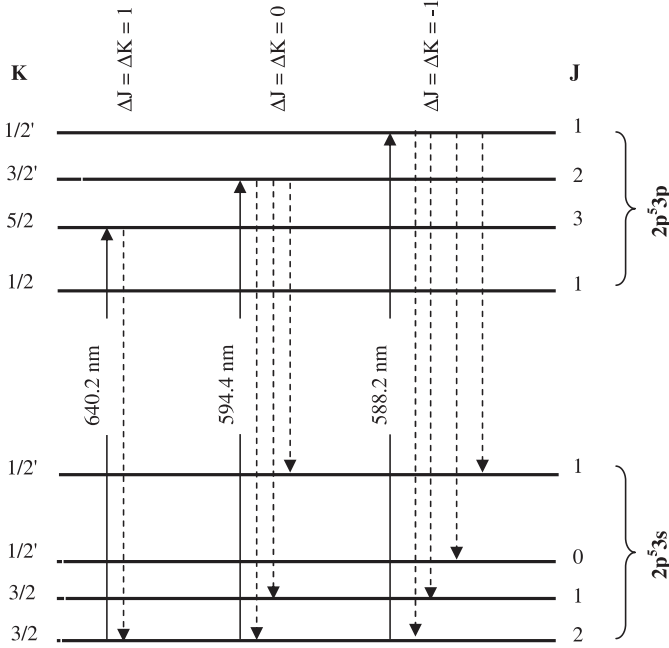 ΔJ = ΔK = 1
ΔJ = ΔK = 0
ΔJ = ΔK = -1
K
J
1/2' 1
3/2' 2
5/2 3
1/2 1
2p⁵3p
640.2 nm
594.4 nm
588.2 nm
1/2' 1
1/2' 0
3/2 1
3/2 2
2p⁵3s